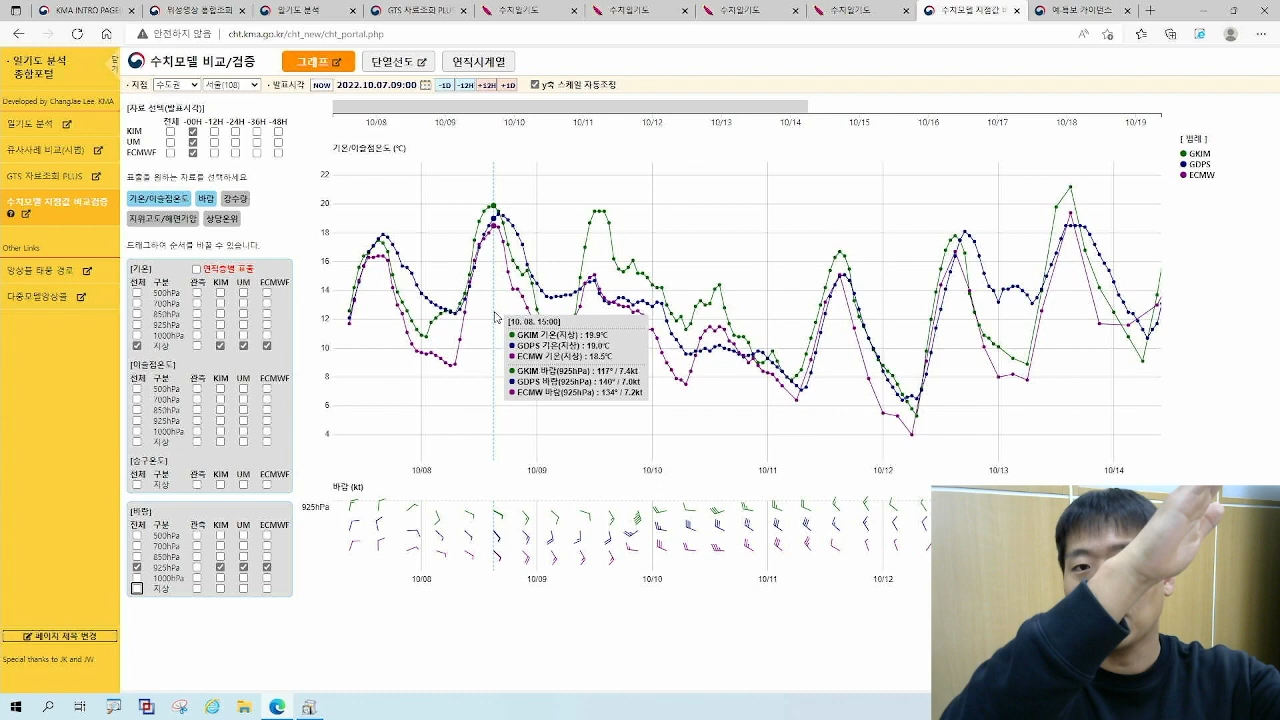 KMA INTRO PAGE
위성영상 통합조회
일기도 분석
GTS 자료조회 PLUS
수치일기도
수치일기도
수치일기도
수치일기도
수치모델 지점값 비
예·특보 가이던스
안전하지 않음 cht.kma.go.kr/cht_new/cht_portal.php
· 일기도 분석
종합포털
Developed by ChangJae Lee, KMA
일기도 분석
유사사례 비교(시범)
GTS 자료조회 PLUS
수치모델 지점값 비교검증
Other Links
앙상블 태풍 경로
다중모델앙상블
페이지 제목 변경
Special thanks to JK and JW
수치모델 비교/검증
그래프
단열선도
연직시계열
· 지점 수도권 서울(108) · 발표시각 NOW 2022.10.07.09:00 -1D -12H +12H +1D y축 스케일 자동조정
[자료 선택(발표시각)]
전체 -00H -12H -24H -36H -48H
KIM
UM
ECMWF
표출을 원하는 자료를 선택하세요
기온/이슬점온도 바람 강수량
지위고도/해면기압 상당온위
드래그하여 순서를 바꿀 수 있습니다.
[기온] 연직층별 표출
전체 구분 관측 KIM UM ECMWF
500hPa
700hPa
850hPa
925hPa
1000hPa
지상
[이슬점온도]
전체 구분 관측 KIM UM ECMWF
500hPa
700hPa
850hPa
925hPa
1000hPa
지상
[습구온도]
전체 구분 관측 KIM UM ECMWF
지상
[바람]
전체 구분 관측 KIM UM ECMWF
500hPa
700hPa
850hPa
925hPa
1000hPa
지상
10/08 10/09 10/10 10/11 10/12 10/13 10/14 10/15 10/16 10/17 10/18 10/19
기온/이슬점온도 (℃)
22
20
18
16
14
12
10
8
6
4
10/08 10/09 10/10 10/11 10/12 10/13 10/14
[10. 08. 15:00]
GKIM 기온(지상) : 19.9℃
GDPS 기온(지상) : 19.0℃
ECMW 기온(지상) : 18.5℃
GKIM 바람(925hPa) : 117° / 7.4kt
GDPS 바람(925hPa) : 140° / 7.0kt
ECMW 바람(925hPa) : 134° / 7.2kt
[ 범례 ]
GKIM
GDPS
ECMW
바람 (kt)
925hPa
10/08 10/09 10/10 10/11 10/12